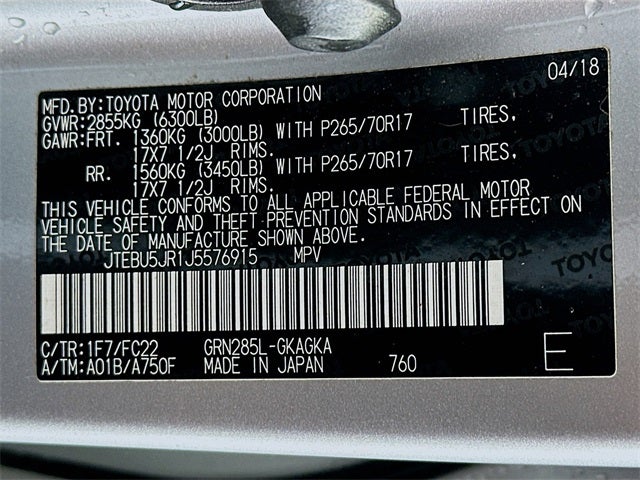 04/18
MFD.BY:TOYOTA MOTOR CORPORATION
GVWR:2855KG (6300LB)
GAWR:FRT. 1360KG (3000LB) WITH P265/70R17 TIRES,
17X7 1/2J RIMS.
RR. 1560KG (3450LB) WITH P265/70R17 TIRES,
17X7 1/2J RIMS.
THIS VEHICLE CONFORMS TO ALL APPLICABLE FEDERAL MOTOR
VEHICLE SAFETY AND THEFT PREVENTION STANDARDS IN EFFECT ON
THE DATE OF MANUFACTURE SHOWN ABOVE.
JTEBU5JR1J5576915 MPV
C/TR:1F7/FC22 GRN285L-GKAGKA
A/TM:A01B/A750F MADE IN JAPAN 760 E